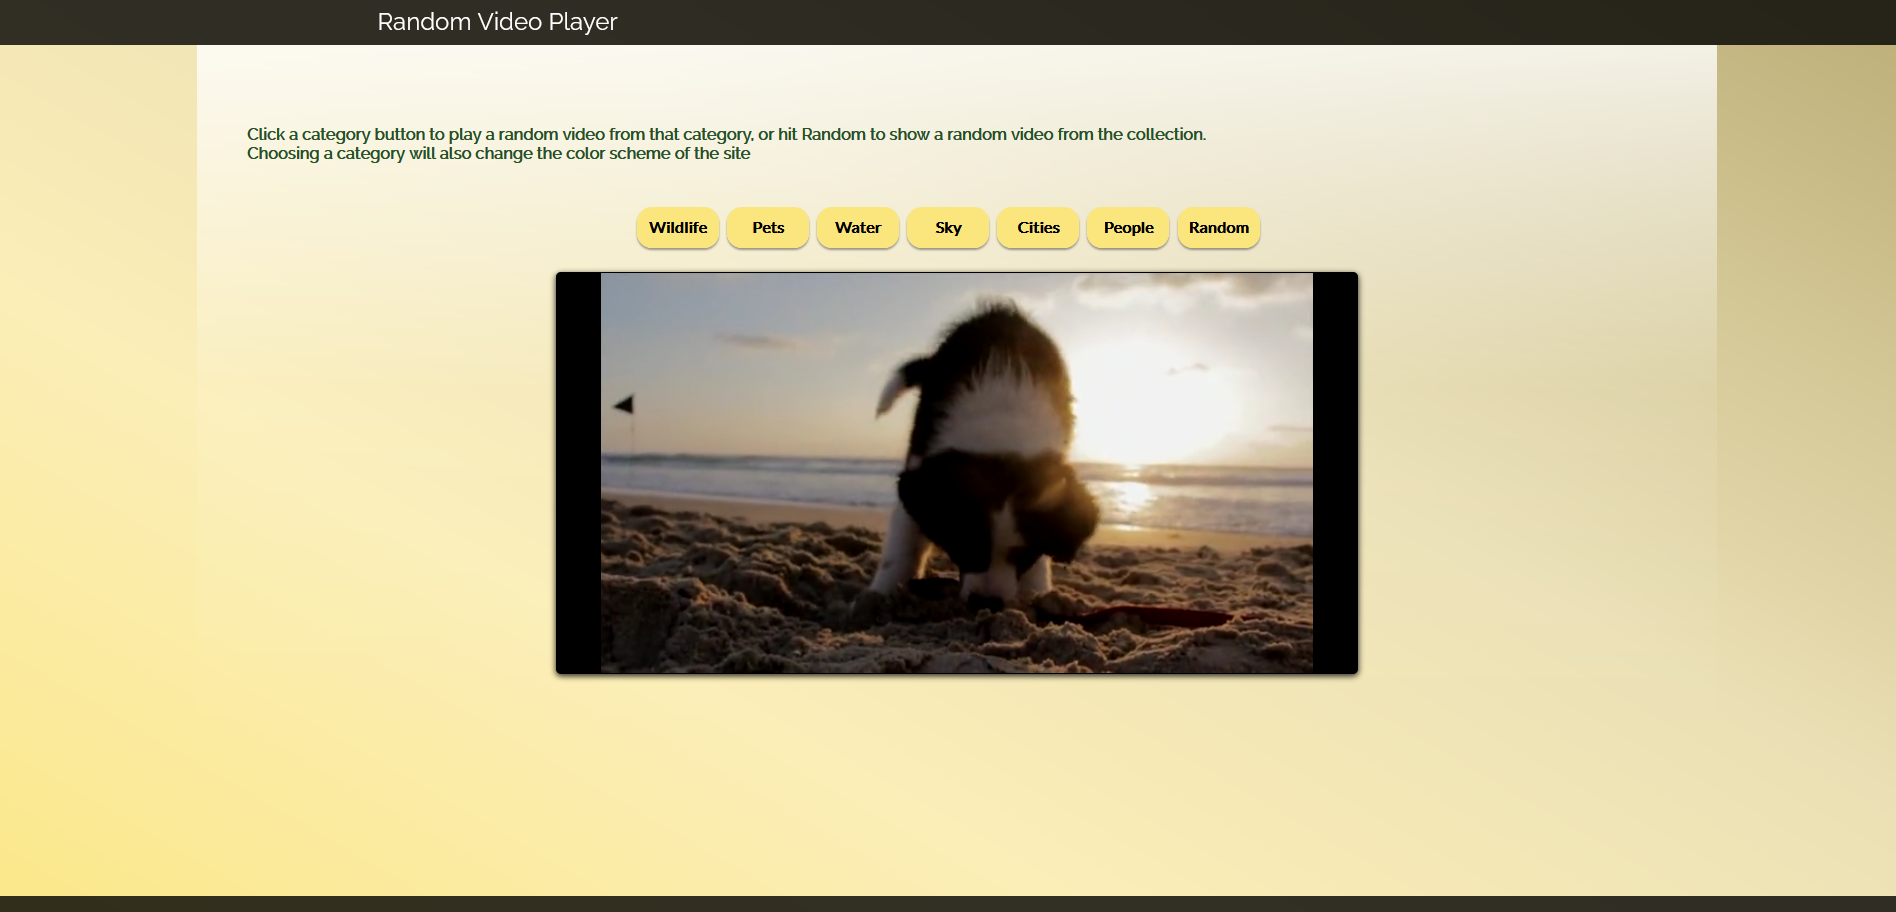 Random Video Player
Click a category button to play a random video from that category, or hit Random to show a random video from the collection.
Choosing a category will also change the color scheme of the site
Wildlife Pets Water Sky Cities People Random